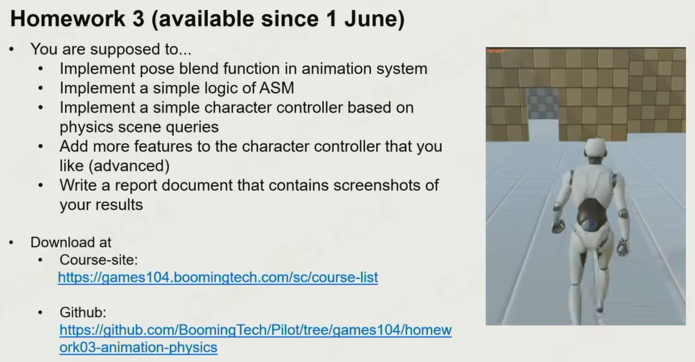 Homework 3 (available since 1 June)
• You are supposed to...
• Implement pose blend function in animation system
• Implement a simple logic of ASM
• Implement a simple character controller based on
physics scene queries
• Add more features to the character controller that you
like (advanced)
• Write a report document that contains screenshots of
your results
• Download at
• Course-site:
https://games104.boomingtech.com/sc/course-list
• Github:
https://github.com/BoomingTech/Pilot/tree/games104/homew
ork03-animation-physics